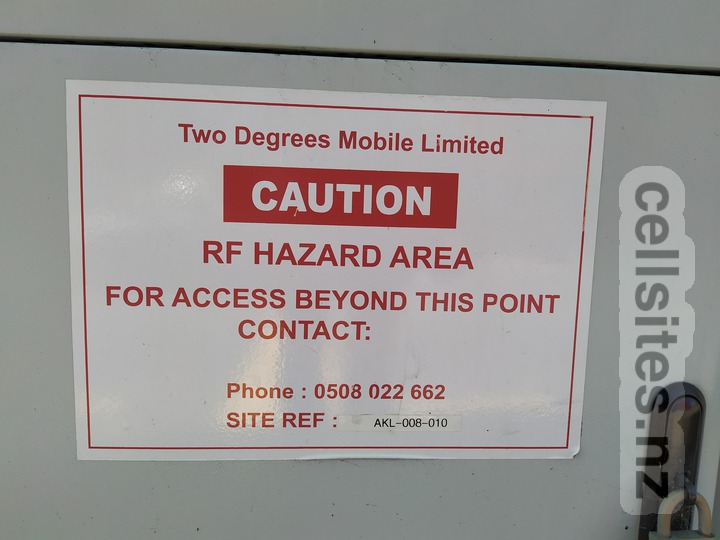 Two Degrees Mobile Limited
CAUTION
RF HAZARD AREA
FOR ACCESS BEYOND THIS POINT
CONTACT:
Phone : 0508 022 662
SITE REF : AKL-008-010
cellsites.nz